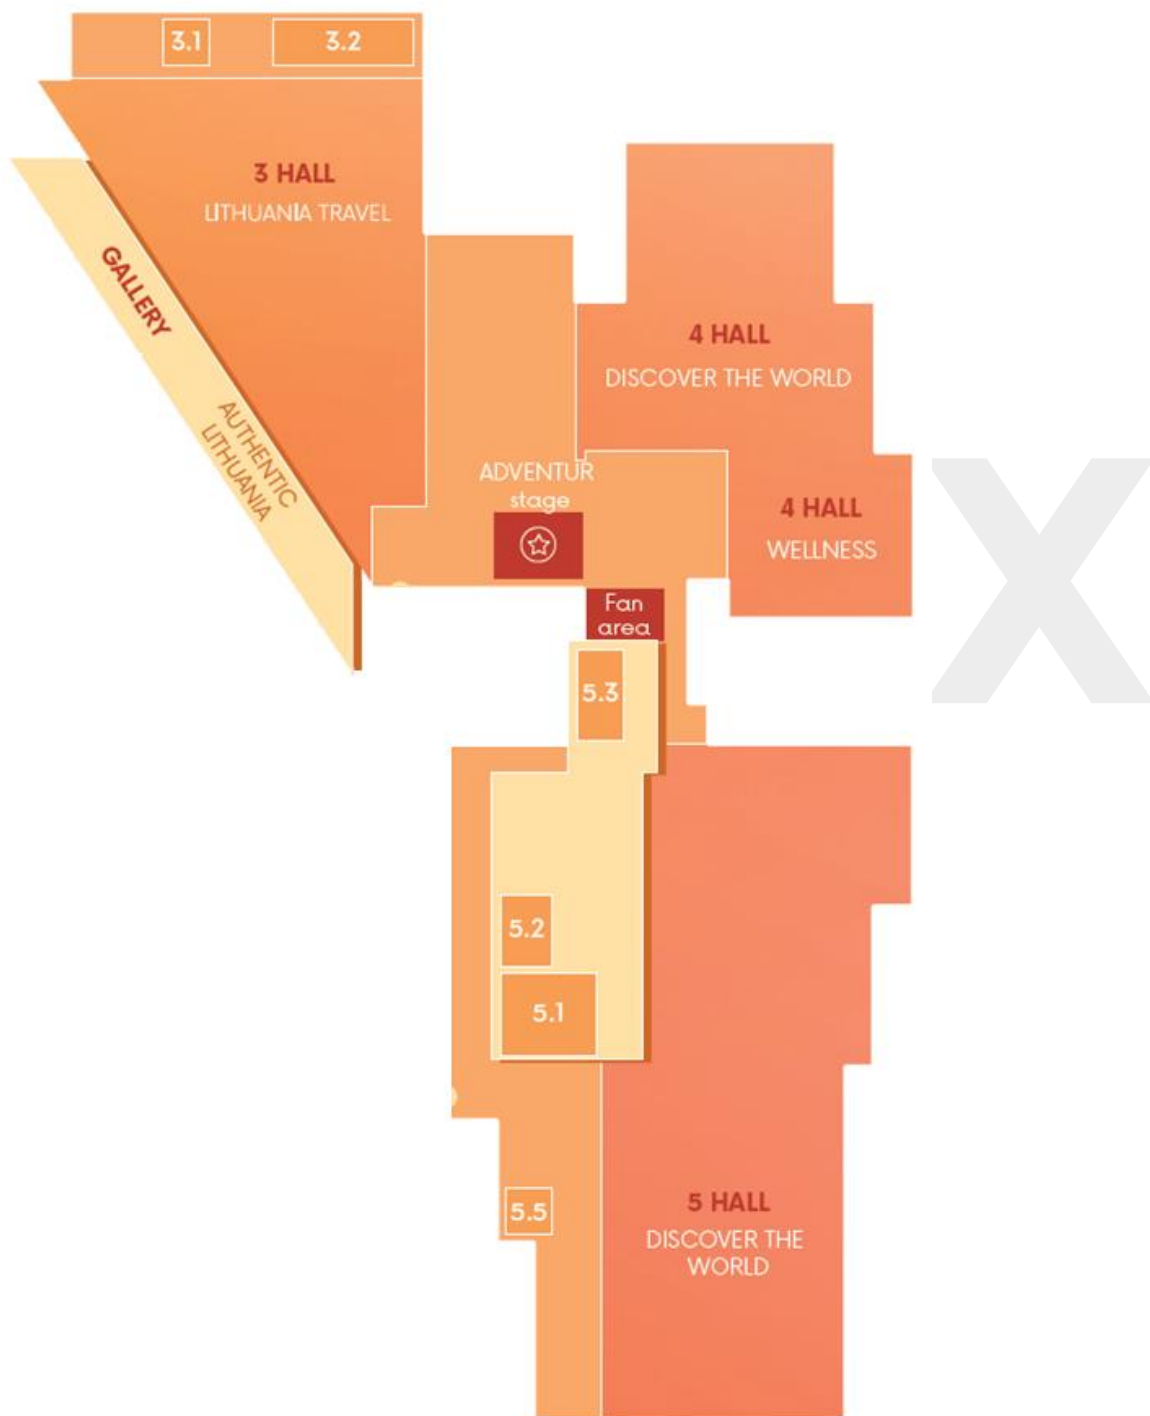 3.1
3.2
3 HALL
LITHUANIA TRAVEL
GALLERY
AUTHENTIC
LITHUANIA
4 HALL
DISCOVER THE WORLD
ADVENTUR
stage
4 HALL
WELLNESS
Fan
area
5.3
5.2
5.1
5.5
5 HALL
DISCOVER THE
WORLD
X